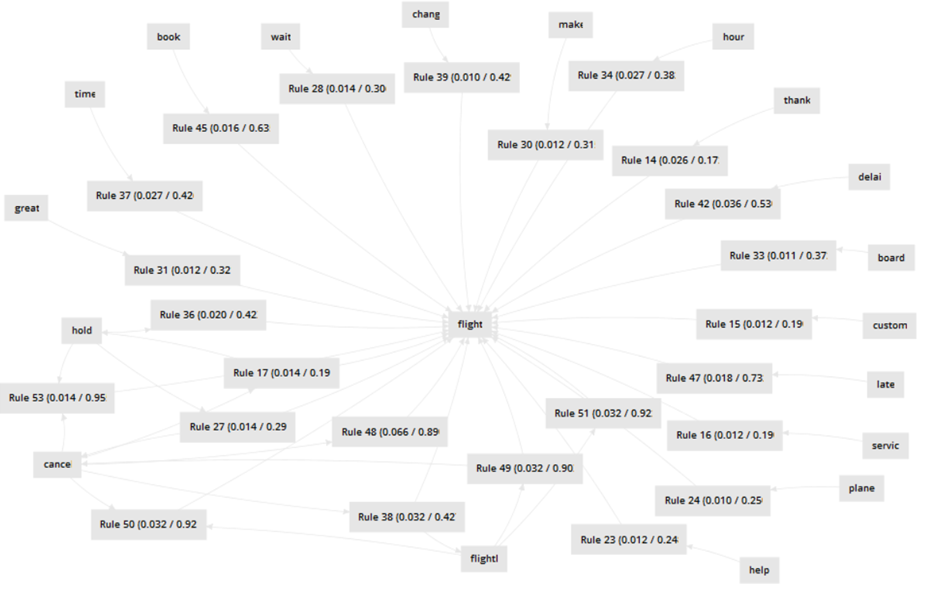 chang
make
book
wait
hour
Rule 39 (0.010 / 0.42
Rule 34 (0.027 / 0.38
Rule 28 (0.014 / 0.30
time
thank
Rule 45 (0.016 / 0.63
Rule 30 (0.012 / 0.31
Rule 14 (0.026 / 0.17
delai
Rule 37 (0.027 / 0.42
Rule 42 (0.036 / 0.53
great
Rule 33 (0.011 / 0.37
board
Rule 31 (0.012 / 0.32
Rule 36 (0.020 / 0.42
hold
flight
Rule 15 (0.012 / 0.19
custom
Rule 17 (0.014 / 0.19
Rule 47 (0.018 / 0.73
late
Rule 53 (0.014 / 0.95
Rule 51 (0.032 / 0.92
Rule 27 (0.014 / 0.29
Rule 48 (0.066 / 0.89
Rule 16 (0.012 / 0.19
servic
cance
Rule 49 (0.032 / 0.90
plane
Rule 24 (0.010 / 0.25
Rule 50 (0.032 / 0.92
Rule 38 (0.032 / 0.42
Rule 23 (0.012 / 0.24
flightl
help